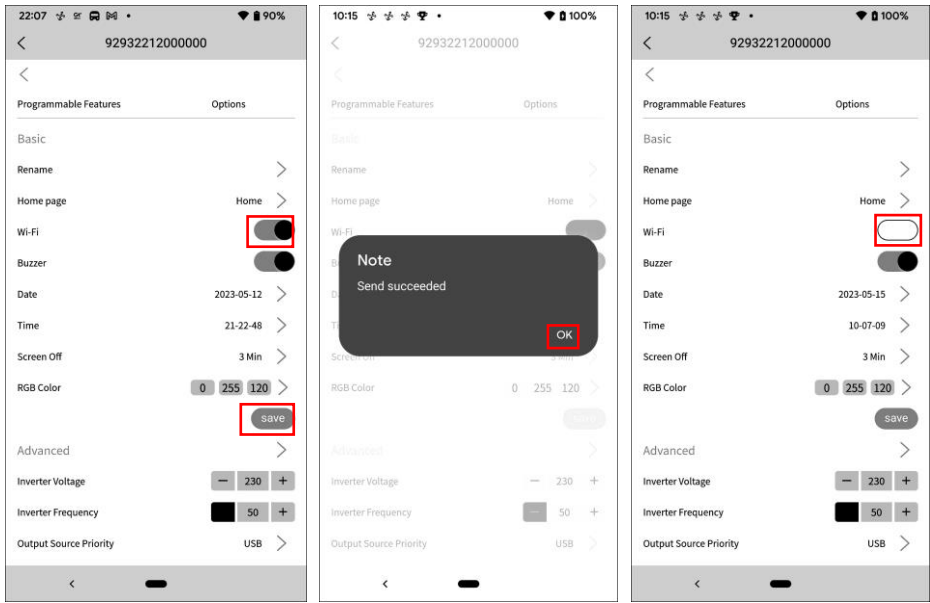 22:07 90%
92932212000000
Programmable Features Options
Basic
Rename
Home page Home
Wi-Fi
Buzzer
Date 2023-05-12
Time 21-22-48
Screen Off 3 Min
RGB Color 0 255 120
save
Advanced
Inverter Voltage − 230 +
Inverter Frequency 50 +
Output Source Priority USB
10:15 100%
92932212000000
Programmable Features Options
Basic
Rename
Home page Home
Wi-Fi
Note
Send succeeded
OK
Screen Off 3 Min
RGB Color 0 255 120
save
Advanced
Inverter Voltage − 230 +
Inverter Frequency − 50 +
Output Source Priority USB
10:15 100%
92932212000000
Programmable Features Options
Basic
Rename
Home page Home
Wi-Fi
Buzzer
Date 2023-05-15
Time 10-07-09
Screen Off 3 Min
RGB Color 0 255 120
save
Advanced
Inverter Voltage − 230 +
Inverter Frequency 50 +
Output Source Priority USB